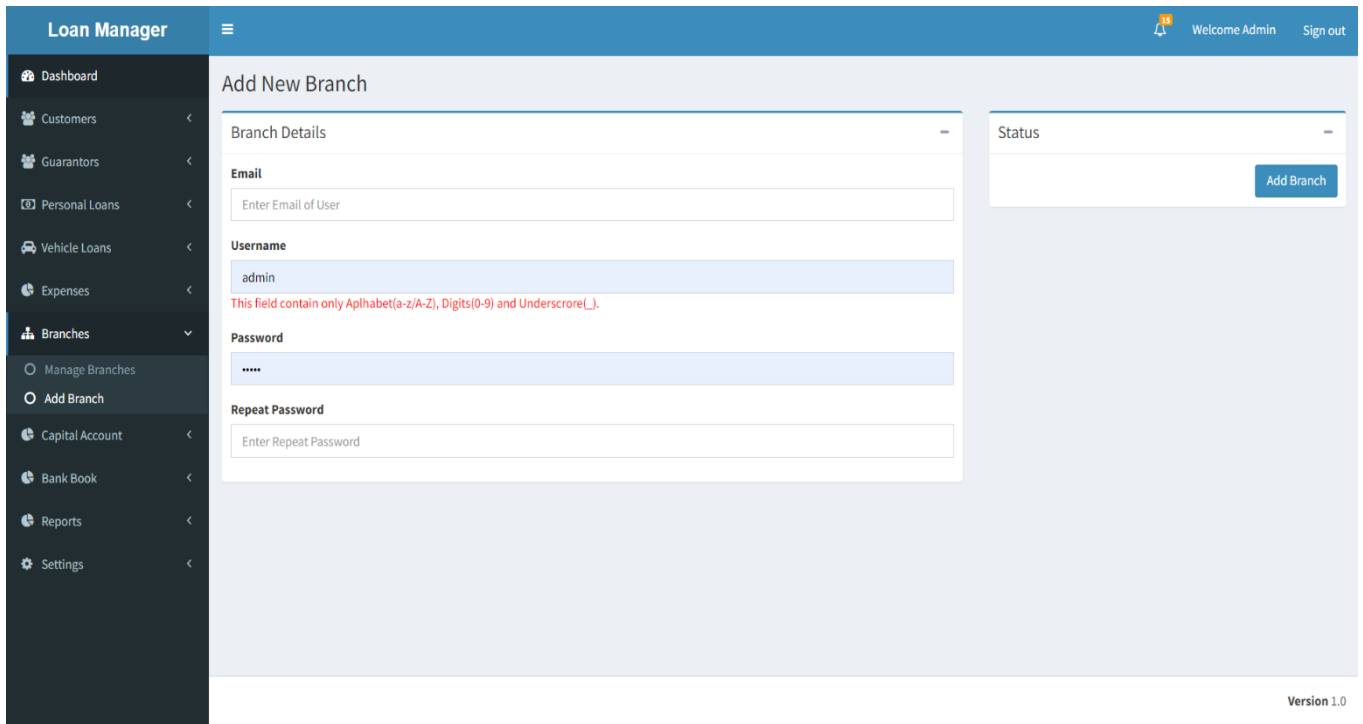 Loan Manager
15
Welcome Admin
Sign out
Dashboard
Customers
Guarantors
Personal Loans
Vehicle Loans
Expenses
Branches
Manage Branches
Add Branch
Capital Account
Bank Book
Reports
Settings
Add New Branch
Branch Details
Email
Enter Email of User
Username
admin
This field contain only Aplhabet(a-z/A-Z), Digits(0-9) and Underscrore(_).
Password
•••••
Repeat Password
Enter Repeat Password
Status
Add Branch
Version 1.0